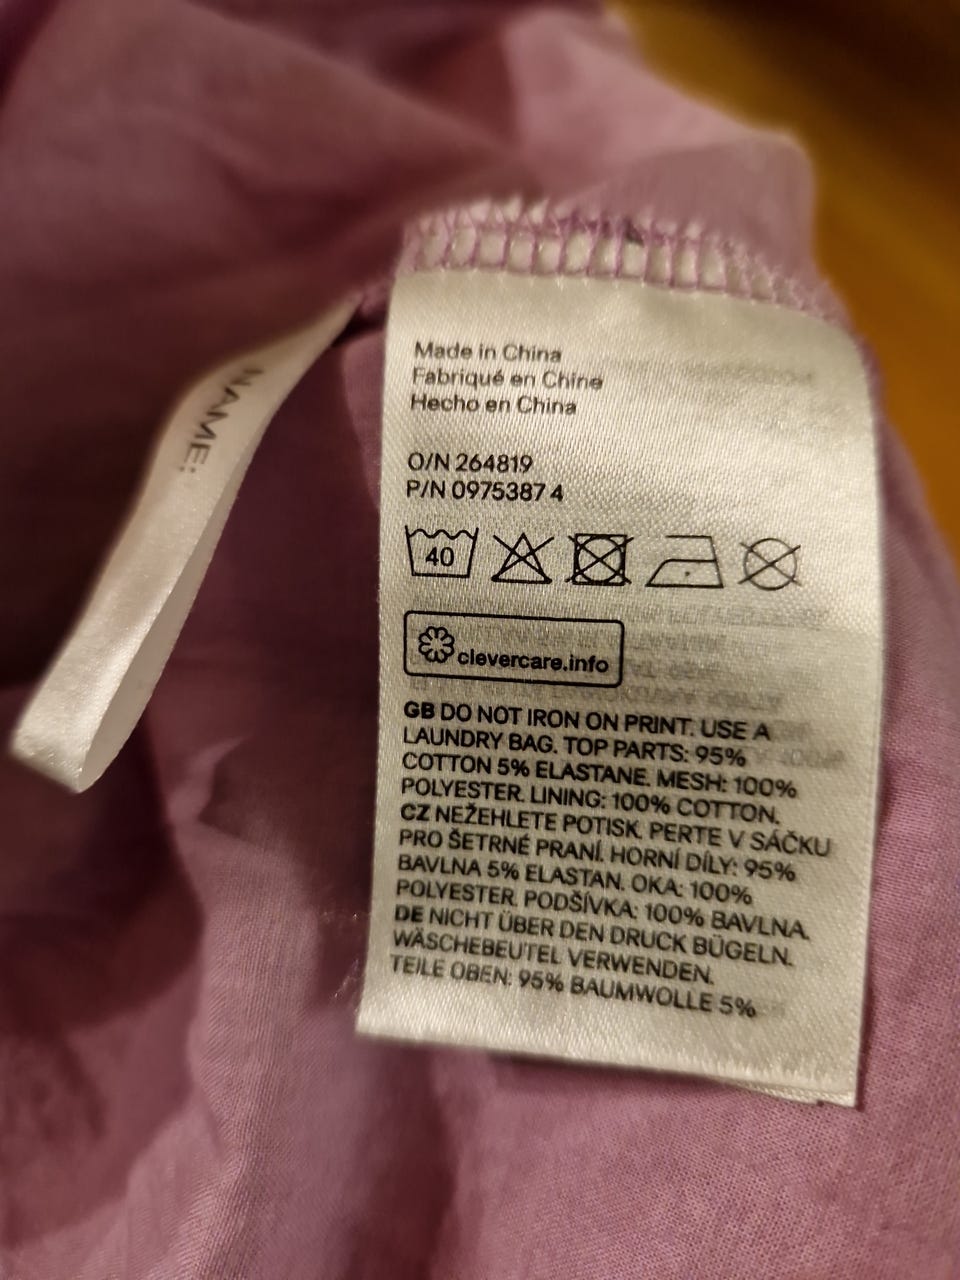 NAME:
Made in China
Fabriqué en Chine
Hecho en China
O/N 264819
P/N 0975387 4
40
clevercare.info
GB DO NOT IRON ON PRINT. USE A
LAUNDRY BAG. TOP PARTS: 95%
COTTON 5% ELASTANE. MESH: 100%
POLYESTER. LINING: 100% COTTON.
CZ NEŽEHLETE POTISK. PERTE V SÁČKU
PRO ŠETRNÉ PRANÍ. HORNÍ DÍLY: 95%
BAVLNA 5% ELASTAN. OKA: 100%
POLYESTER. PODŠÍVKA: 100% BAVLNA.
DE NICHT ÜBER DEN DRUCK BÜGELN.
WÄSCHEBEUTEL VERWENDEN.
TEILE OBEN: 95% BAUMWOLLE 5%